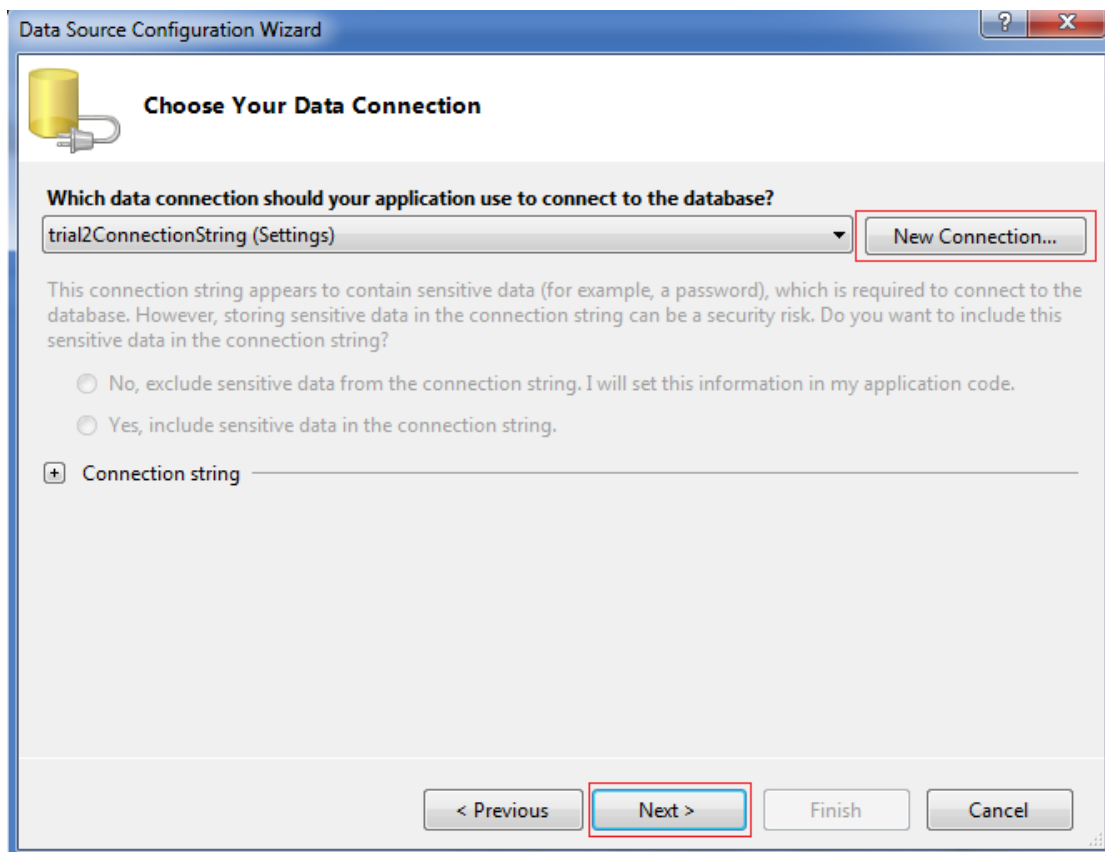 Data Source Configuration Wizard
Choose Your Data Connection
Which data connection should your application use to connect to the database?
trial2ConnectionString (Settings)
New Connection...
This connection string appears to contain sensitive data (for example, a password), which is required to connect to the
database. However, storing sensitive data in the connection string can be a security risk. Do you want to include this
sensitive data in the connection string?
No, exclude sensitive data from the connection string. I will set this information in my application code.
Yes, include sensitive data in the connection string.
Connection string
< Previous
Next >
Finish
Cancel